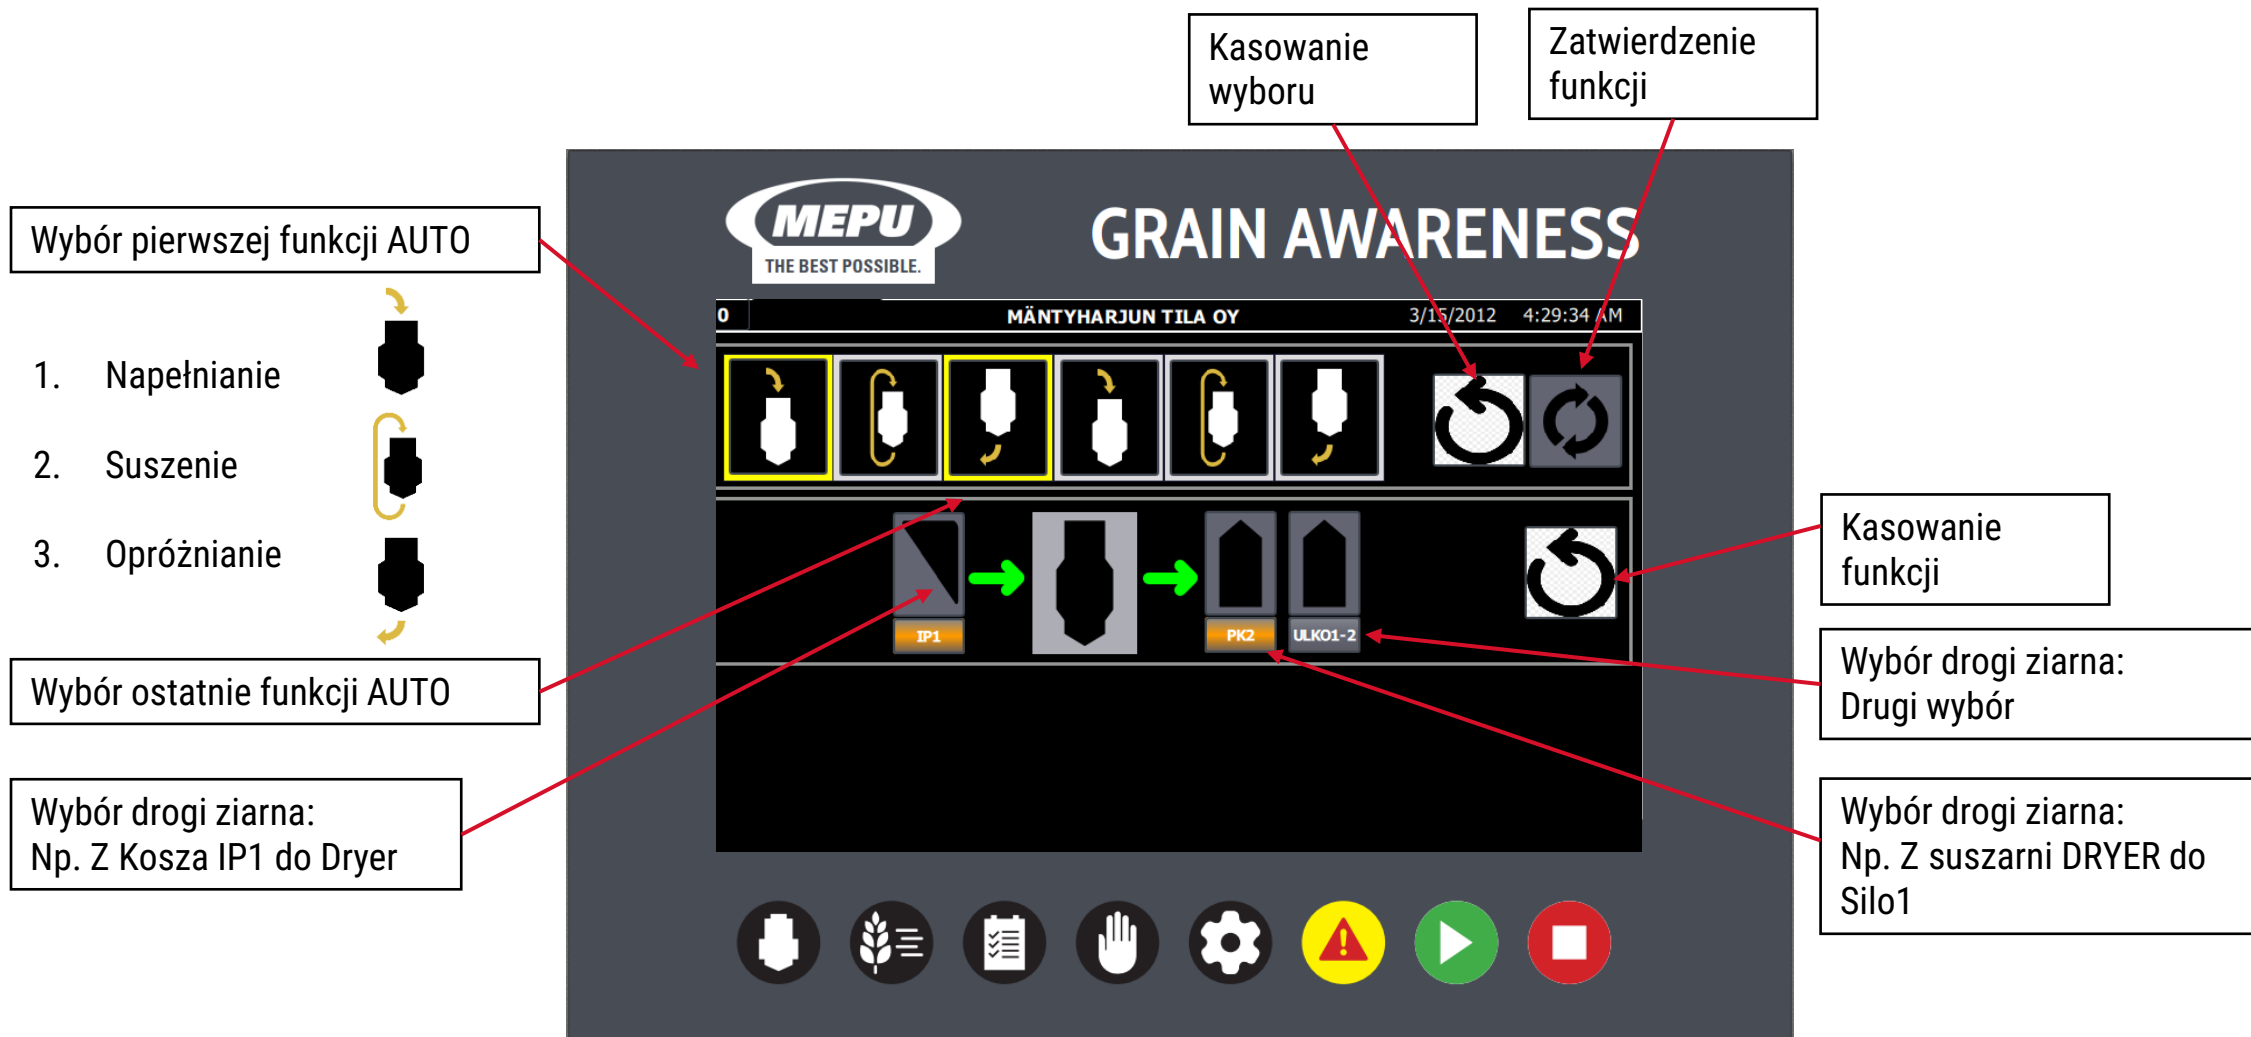 Kasowanie
wyboru
Zatwierdzenie
funkcji
Wybór pierwszej funkcji AUTO
1. Napełnianie
2. Suszenie
3. Opróżnianie
Wybór ostatnie funkcji AUTO
Wybór drogi ziarna:
Np. Z Kosza IP1 do Dryer
MEPU
THE BEST POSSIBLE.
GRAIN AWARENESS
0 MÄNTYHARJUN TILA OY 3/15/2012 4:29:34 AM
IP1 PK2 ULKO1-2
Kasowanie
funkcji
Wybór drogi ziarna:
Drugi wybór
Wybór drogi ziarna:
Np. Z suszarni DRYER do
Silo1